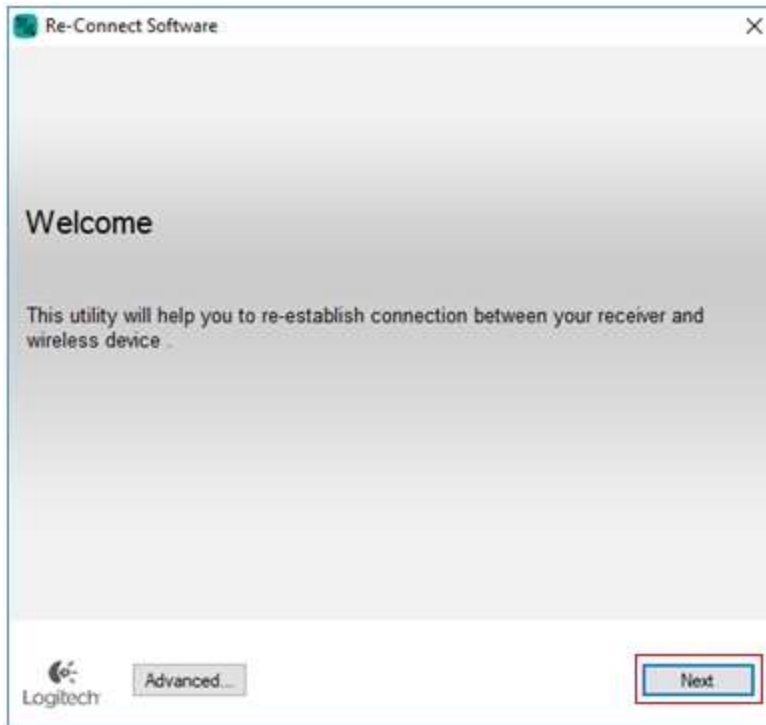 Re-Connect Software
Welcome
This utility will help you to re-establish connection between your receiver and
wireless device .
Logitech
Advanced...
Next